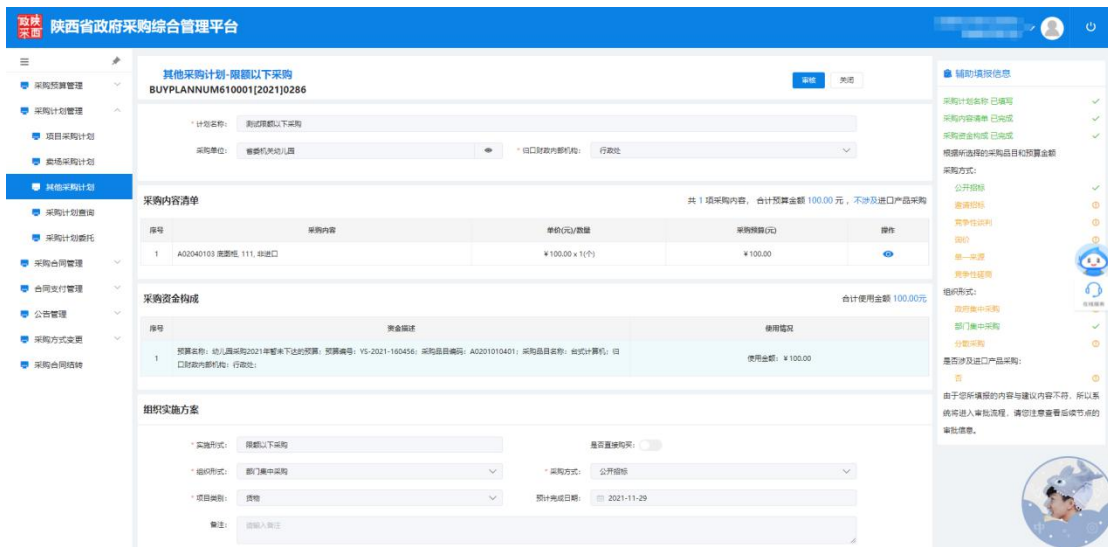 政陕
采西 陕西省政府采购综合管理平台
采购预算管理
采购计划管理
项目采购计划
卖场采购计划
其他采购计划
采购计划查询
采购计划委托
采购合同管理
合同支付管理
公告管理
采购方式变更
采购合同结转
其他采购计划-限额以下采购
BUYPLANNUM610001[2021]0286
审核 关闭
* 计划名称: 测试限额以下采购
采购单位: 省委机关幼儿园 * 归口财政内部机构: 行政处
采购内容清单 共 1 项采购内容, 合计预算金额 100.00 元 , 不涉及进口产品采购
序号 采购内容 单价(元)/数量 采购预算(元) 操作
1 A02040103 底图柜, 111, 非进口 ¥ 100.00 x 1(个) ¥ 100.00
采购资金构成 合计使用金额 100.00元
序号 资金描述 使用情况
1 预算名称: 幼儿园采购2021年暂未下达的预算; 预算编号: YS-2021-160456; 采购品目编码: A0201010401; 采购品目名称: 台式计算机; 归
口财政内部机构: 行政处; 使用金额: ¥ 100.00
组织实施方案
* 实施形式: 限额以下采购 是否直接购买:
* 组织形式: 部门集中采购 * 采购方式: 公开招标
* 项目类别: 货物 预计完成日期: 2021-11-29
备注: 请输入备注
辅助填报信息
采购计划名称 已填写
采购内容清单 已完成
采购资金构成 已完成
根据所选择的采购品目和预算金额
采购方式:
公开招标
邀请招标
竞争性谈判
询价
单一来源
竞争性磋商
组织形式:
政府集中采购
部门集中采购
分散采购
是否涉及进口产品采购:
否
由于您所填报的内容与建议内容不符, 所以系
统将进入审批流程, 请您注意查看后续节点的
审批信息。
在线服务
中